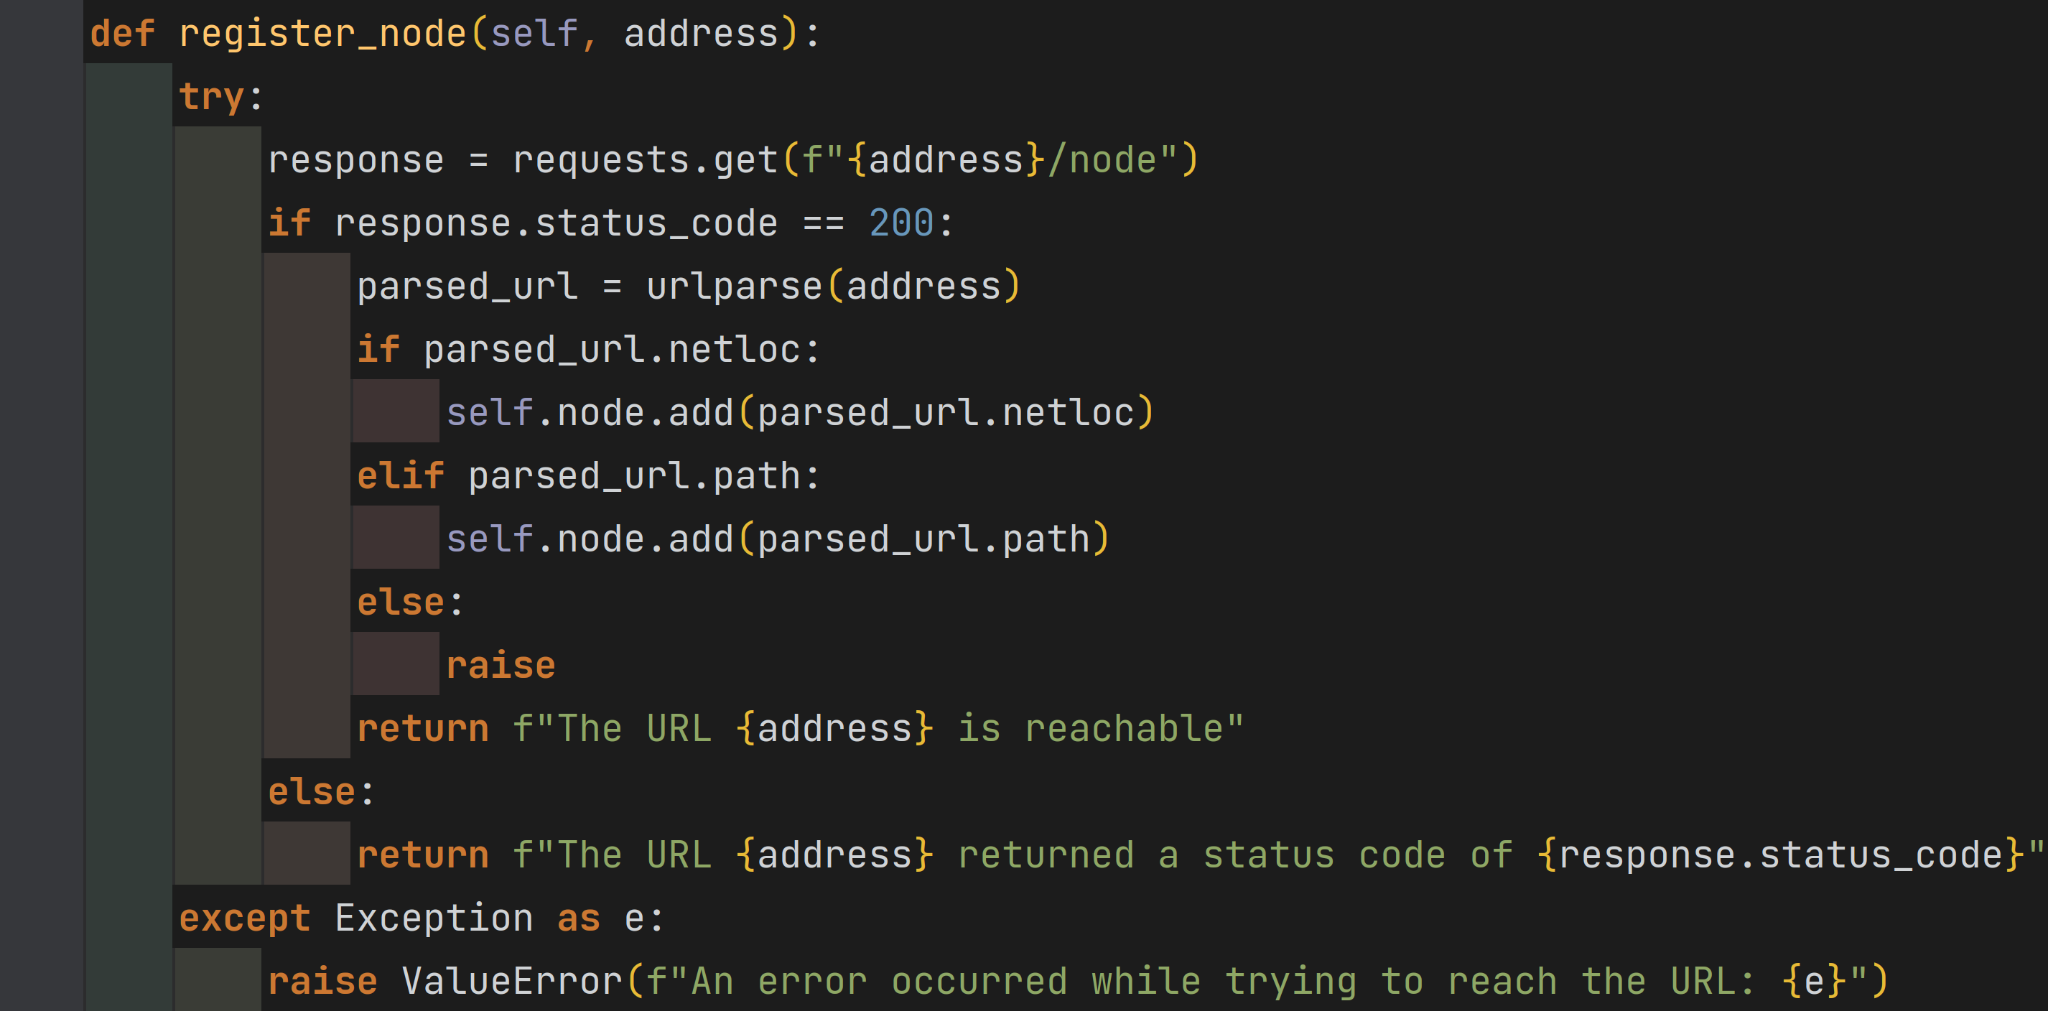 def register_node(self, address):
    try:
        response = requests.get(f"{address}/node")
        if response.status_code == 200:
            parsed_url = urlparse(address)
            if parsed_url.netloc:
                self.node.add(parsed_url.netloc)
            elif parsed_url.path:
                self.node.add(parsed_url.path)
            else:
                raise
            return f"The URL {address} is reachable"
        else:
            return f"The URL {address} returned a status code of {response.status_code}"
    except Exception as e:
        raise ValueError(f"An error occurred while trying to reach the URL: {e}")